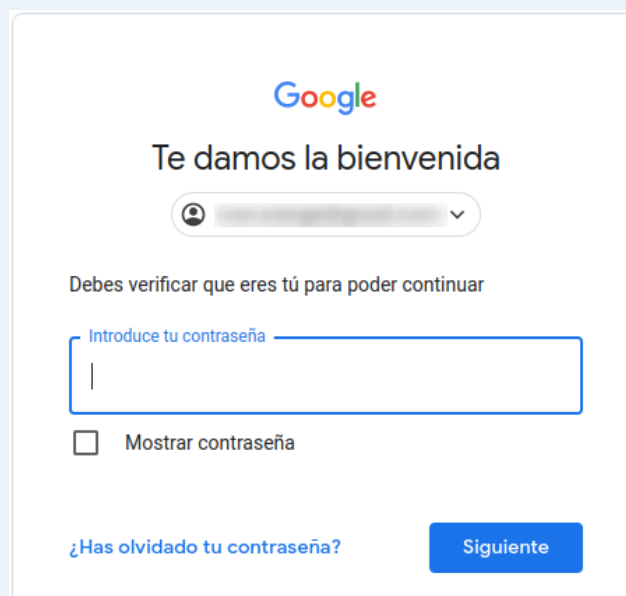 Google
Te damos la bienvenida
Debes verificar que eres tú para poder continuar
Introduce tu contraseña
Mostrar contraseña
¿Has olvidado tu contraseña?
Siguiente